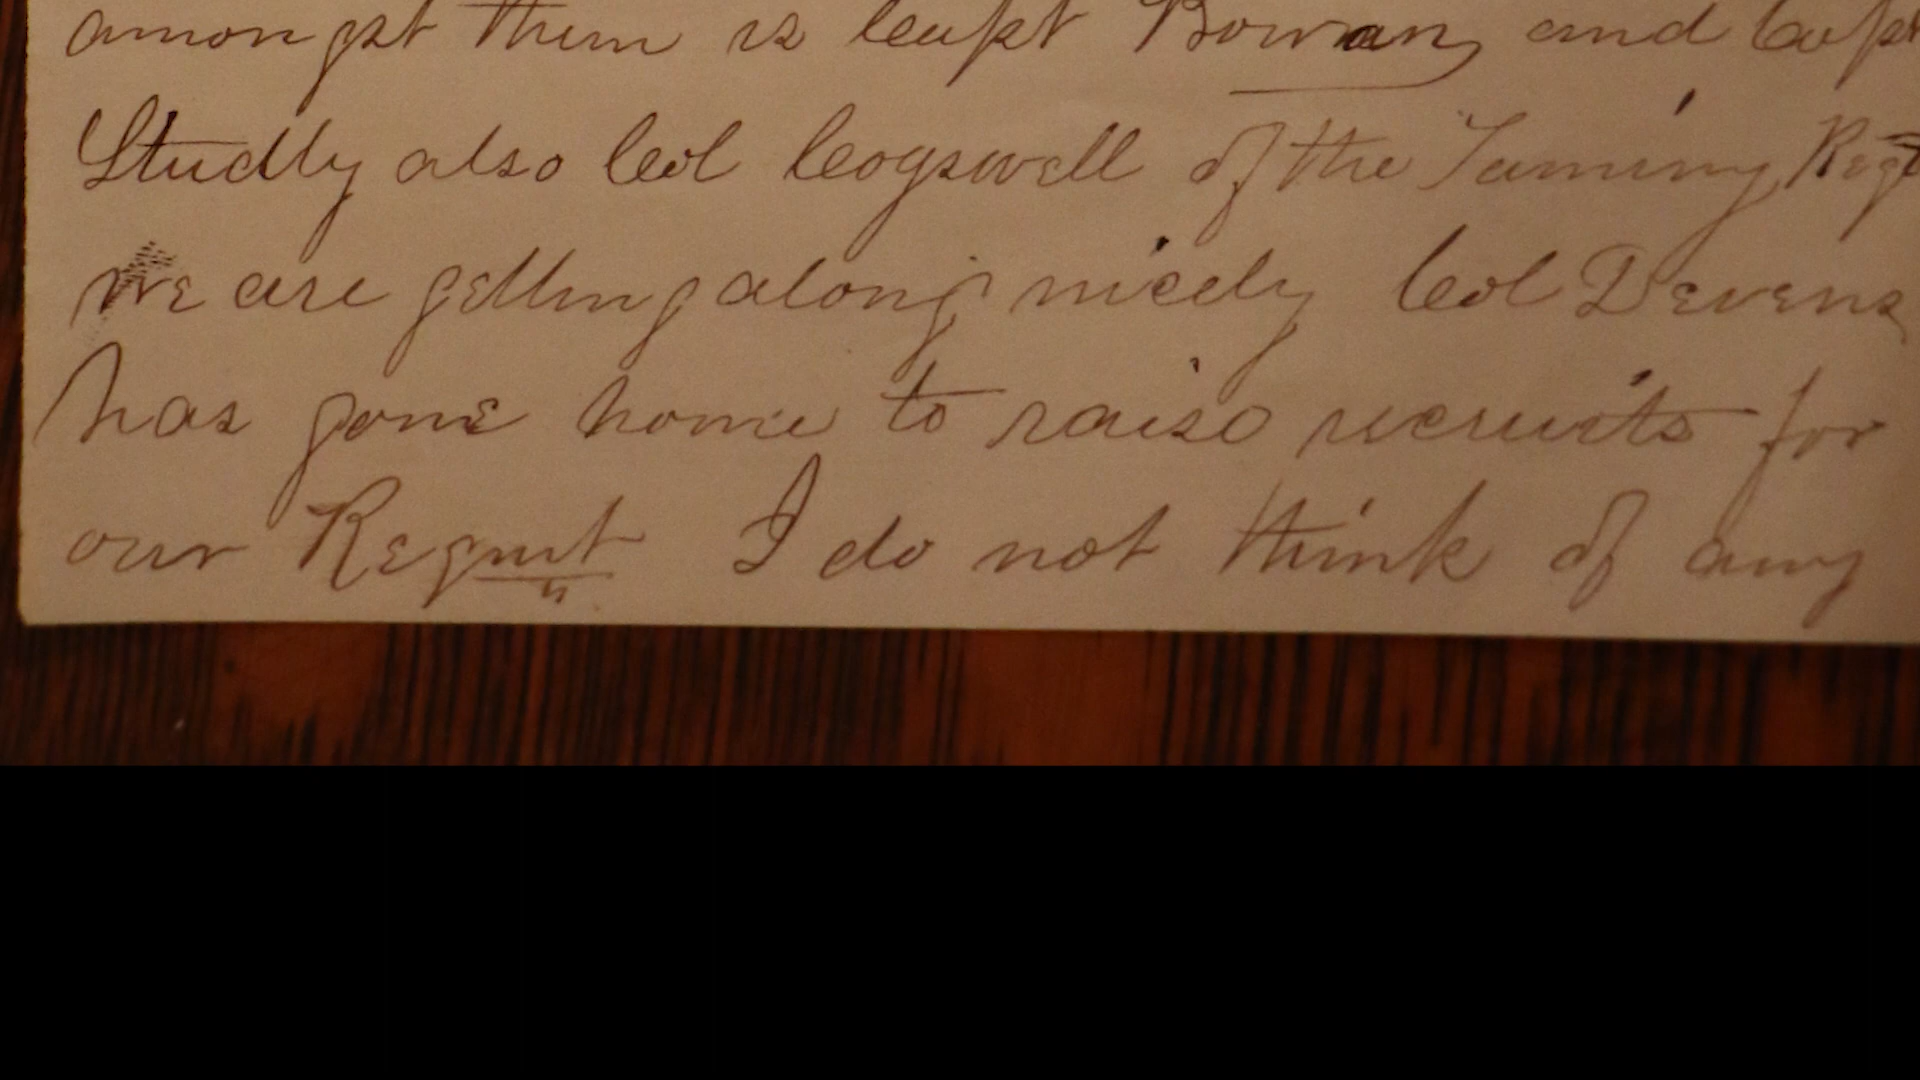 amongst them is Capt Bowman and Capt
Studly also Col Cogswell of the Taminy Regt
we are getting along nicely Col Devens
has gone home to raise recruits for
our Regmt I do not think of any